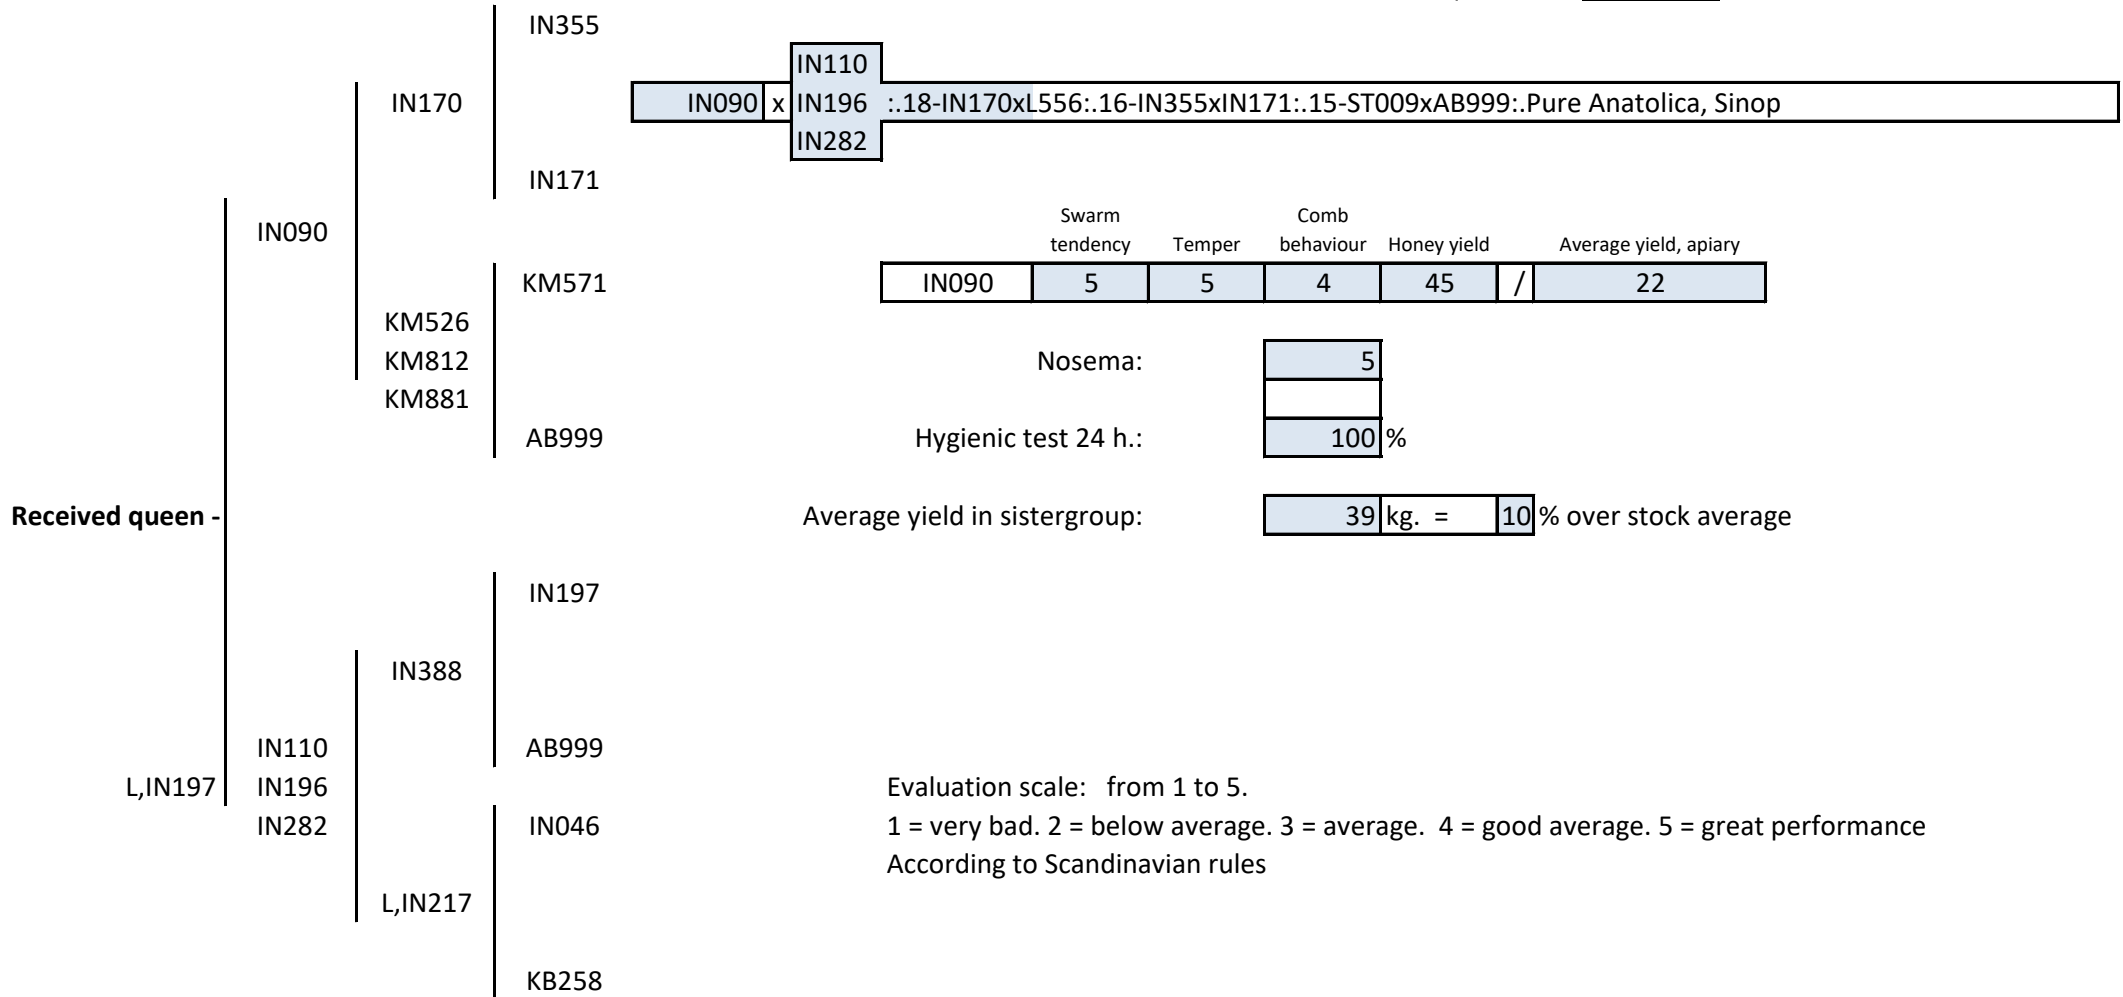 IN355
IN110
IN170
IN090 x IN196 :.18-IN170xL556:.16-IN355xIN171:.15-ST009xAB999:.Pure Anatolica, Sinop
IN282
IN171
Swarm tendency Temper Comb behaviour Honey yield Average yield, apiary
IN090
KM571
IN090 5 5 4 45 / 22
KM526
KM812
Nosema: 5
KM881
AB999
Hygienic test 24 h.: 100 %
Received queen -
Average yield in sistergroup: 39 kg. = 10 % over stock average
IN197
IN388
IN110
AB999
L,IN197
IN196
Evaluation scale: from 1 to 5.
IN282
IN046
1 = very bad. 2 = below average. 3 = average. 4 = good average. 5 = great performance
According to Scandinavian rules
L,IN217
KB258